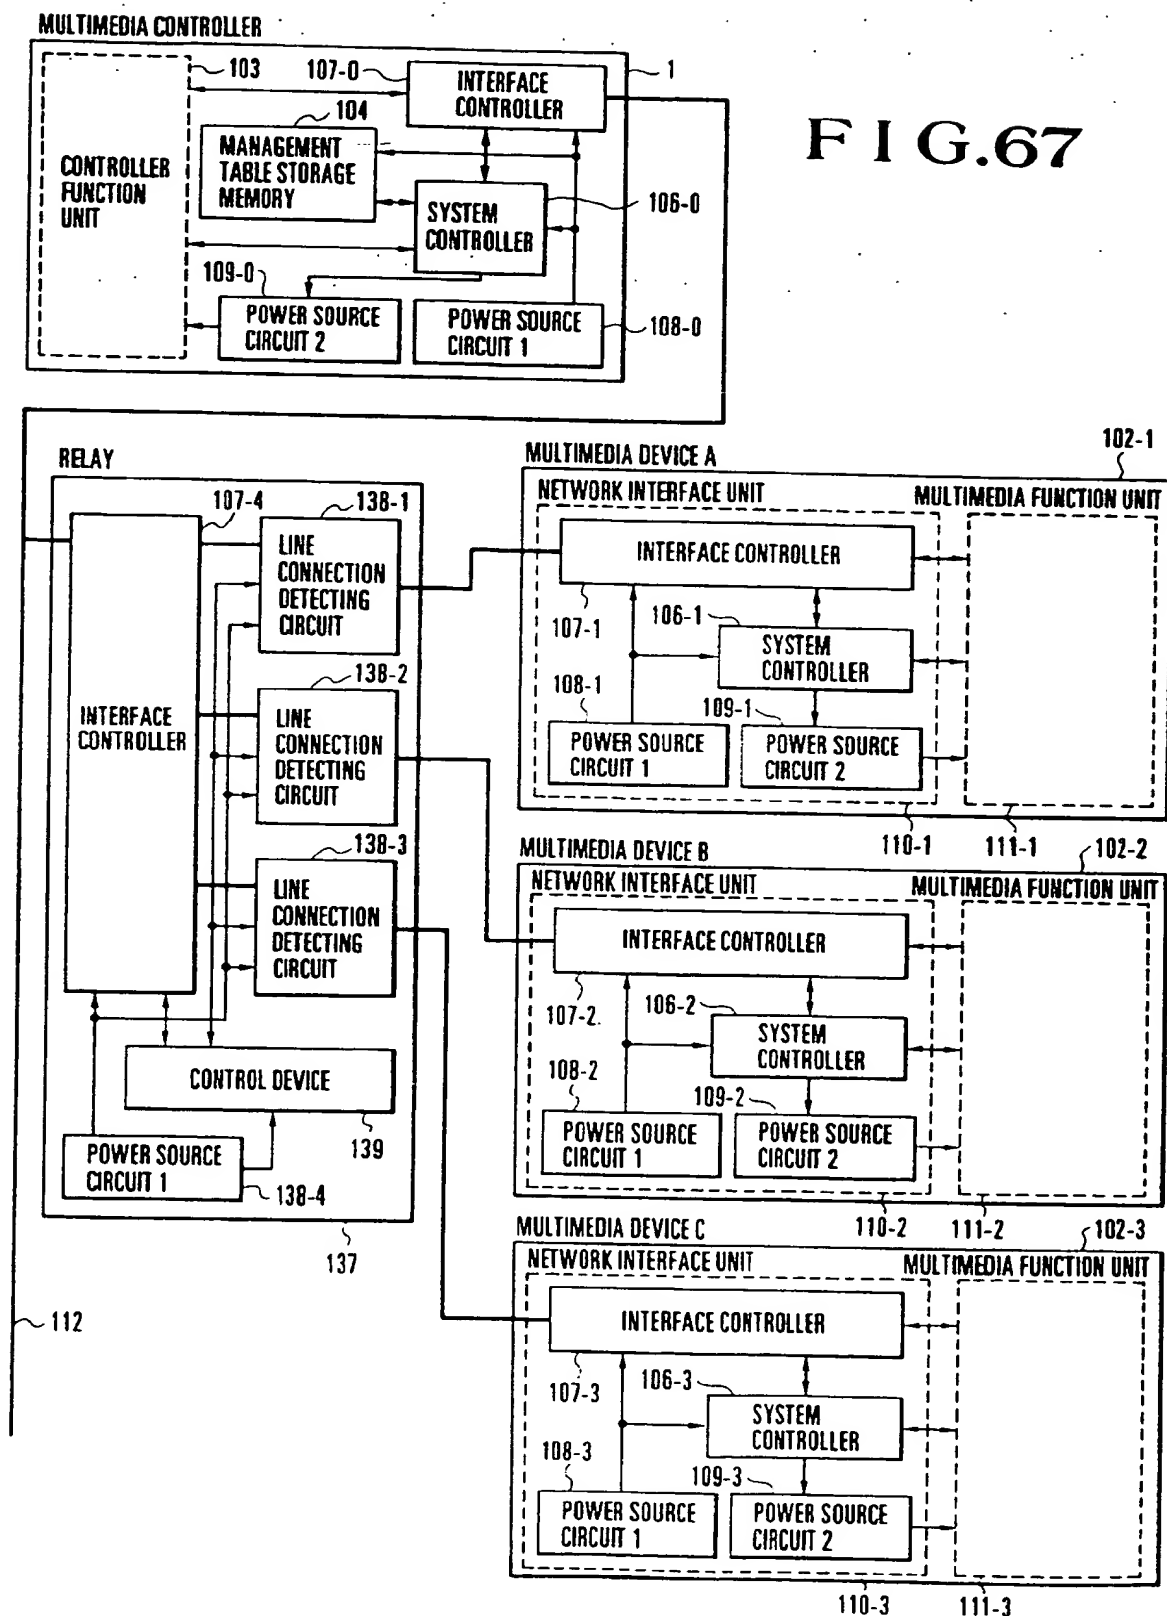 MULTIMEDIA CONTROLLER
103
107-0
INTERFACE
CONTROLLER
1
FIG.67
104
MANAGEMENT
TABLE STORAGE
MEMORY
CONTROLLER
FUNCTION
UNIT
SYSTEM
CONTROLLER
106-0
109-0
POWER SOURCE
CIRCUIT 2
POWER SOURCE
CIRCUIT 1
108-0
RELAY
107-4
138-1
LINE
CONNECTION
DETECTING
CIRCUIT
138-2
INTERFACE
CONTROLLER
LINE
CONNECTION
DETECTING
CIRCUIT
138-3
LINE
CONNECTION
DETECTING
CIRCUIT
CONTROL DEVICE
139
POWER SOURCE
CIRCUIT 1
138-4
137
112
MULTIMEDIA DEVICE A
102-1
NETWORK INTERFACE UNIT
MULTIMEDIA FUNCTION UNIT
INTERFACE CONTROLLER
107-1
106-1
SYSTEM
CONTROLLER
108-1
109-1
POWER SOURCE
CIRCUIT 1
POWER SOURCE
CIRCUIT 2
110-1
111-1
MULTIMEDIA DEVICE B
102-2
NETWORK INTERFACE UNIT
MULTIMEDIA FUNCTION UNIT
INTERFACE CONTROLLER
107-2
106-2
SYSTEM
CONTROLLER
108-2
109-2
POWER SOURCE
CIRCUIT 1
POWER SOURCE
CIRCUIT 2
110-2
111-2
MULTIMEDIA DEVICE C
102-3
NETWORK INTERFACE UNIT
MULTIMEDIA FUNCTION UNIT
INTERFACE CONTROLLER
107-3
106-3
SYSTEM
CONTROLLER
108-3
109-3
POWER SOURCE
CIRCUIT 1
POWER SOURCE
CIRCUIT 2
110-3
111-3